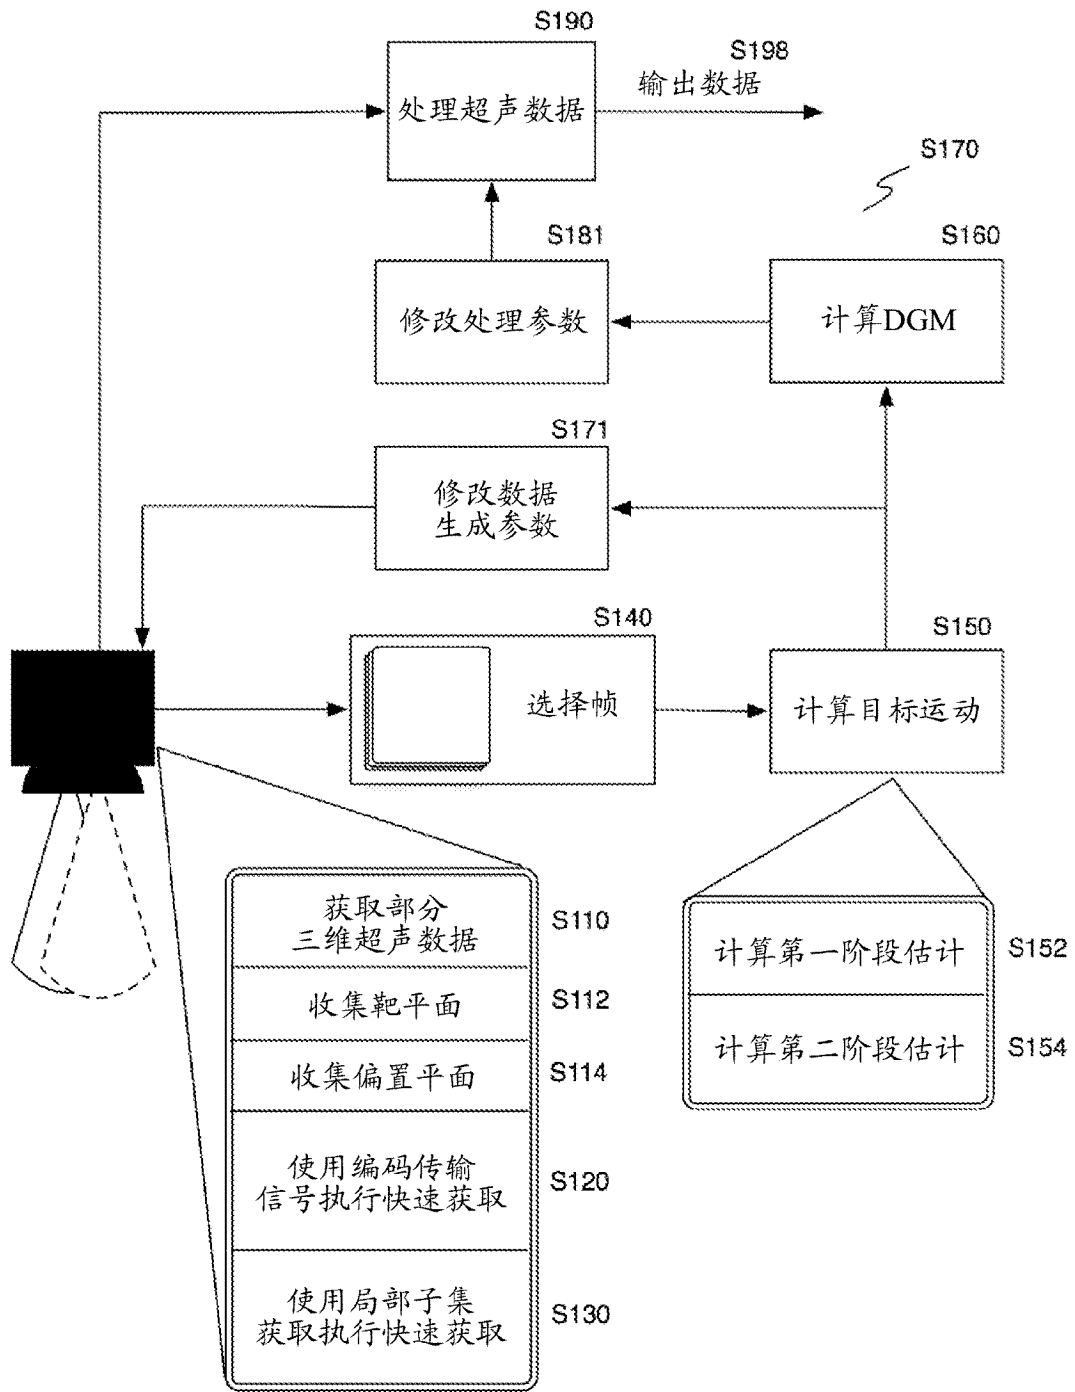 S190
处理超声数据
S198
输出数据
S170
S181
修改处理参数
S160
计算DGM
S171
修改数据
生成参数
S140
选择帧
S150
计算目标运动
获取部分
三维超声数据
S110
收集靶平面
S112
收集偏置平面
S114
使用编码传输
信号执行快速获取
S120
使用局部子集
获取执行快速获取
S130
计算第一阶段估计
S152
计算第二阶段估计
S154